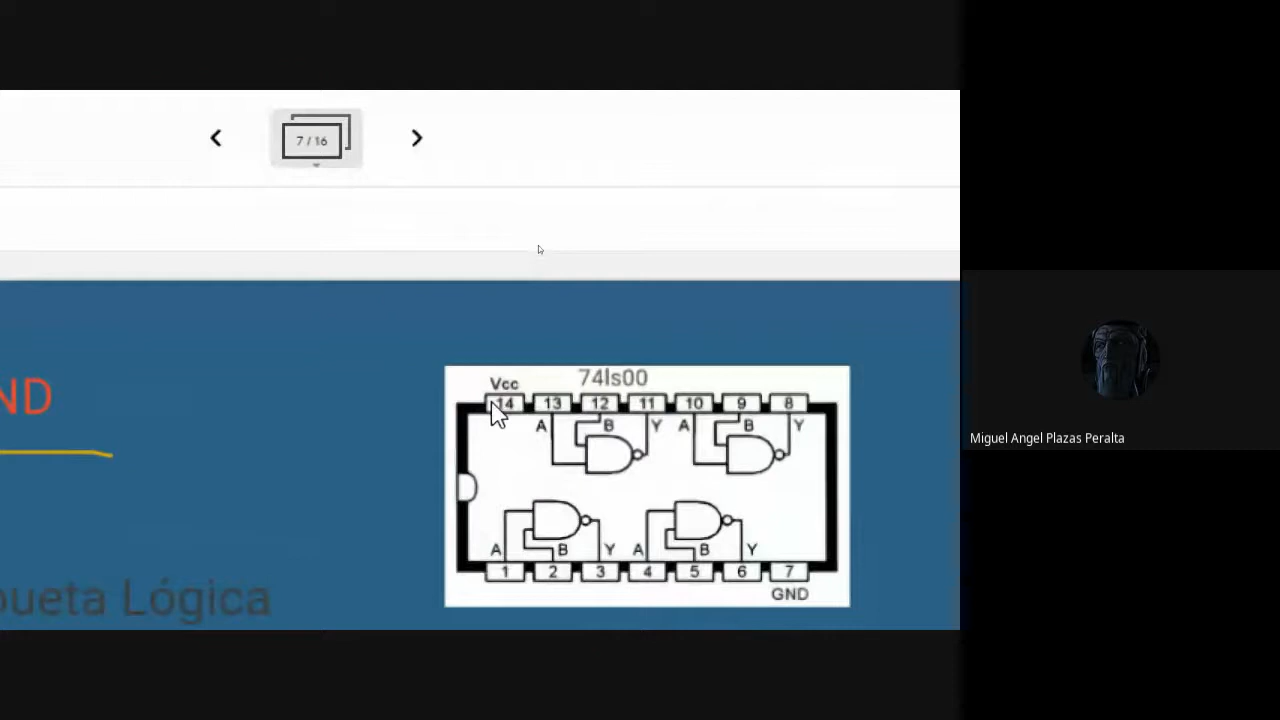 7 / 16
ND
74ls00
Vcc
14 13 12 11 10 9 8
A B Y A B Y
A B Y A B Y
1 2 3 4 5 6 7
GND
Lógica
Miguel Angel Plazas Peralta